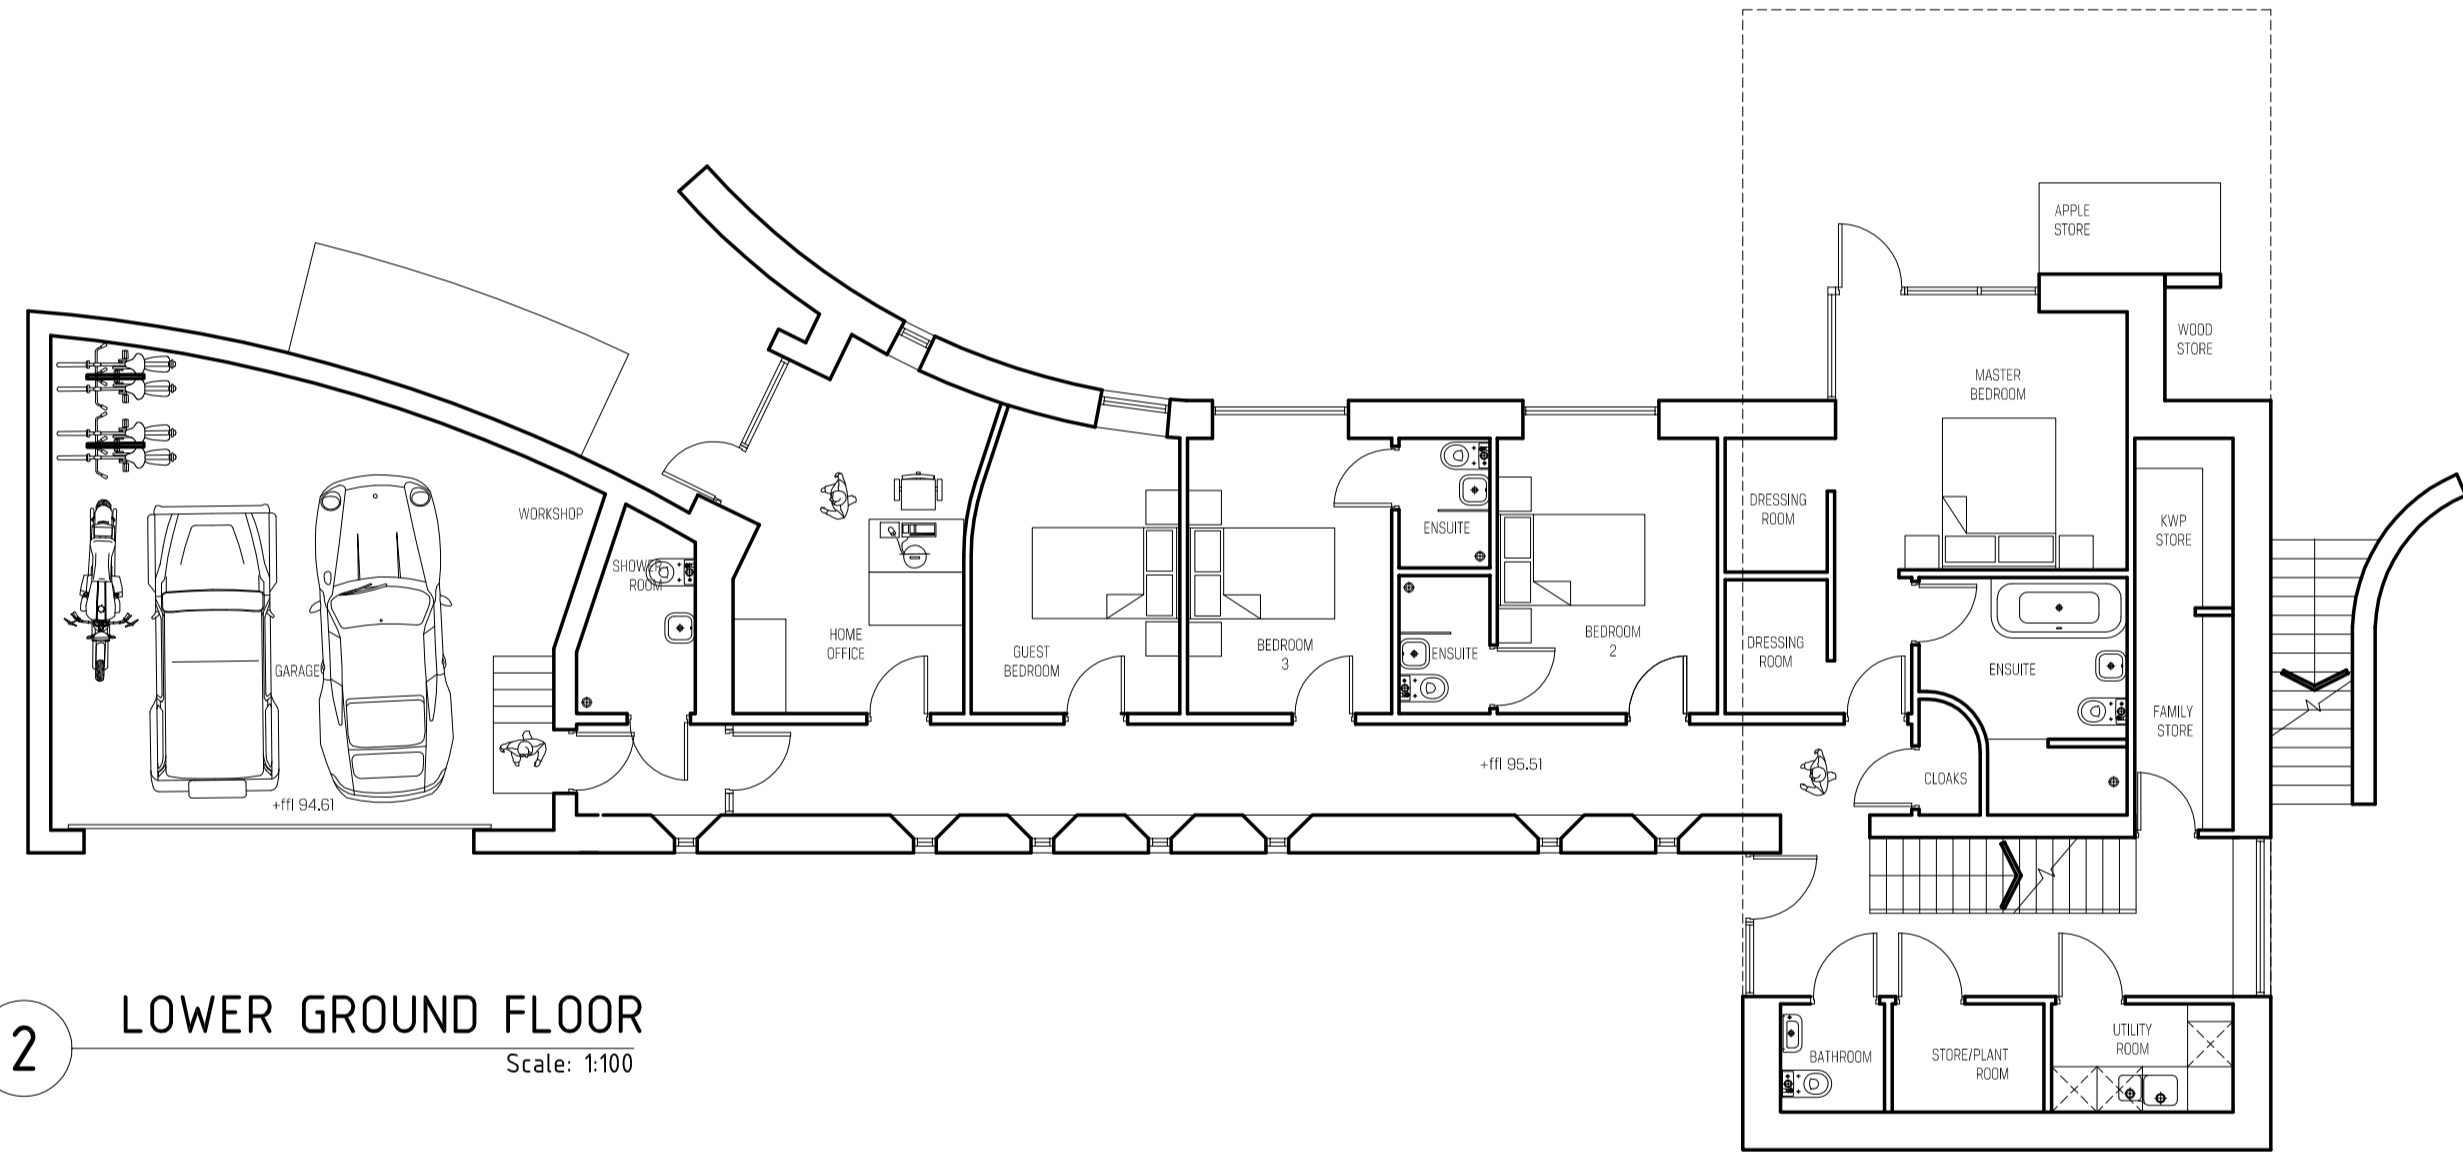 APPLE
STORE
WOOD
STORE
MASTER
BEDROOM
WORKSHOP
SHOWER
ROOM
GARAGE
+ffl 94.61
HOME
OFFICE
GUEST
BEDROOM
BEDROOM
3
ENSUITE
ENSUITE
BEDROOM
2
DRESSING
ROOM
DRESSING
ROOM
KWP
STORE
ENSUITE
FAMILY
STORE
+ffl 95.51
CLOAKS
BATHROOM
STORE/PLANT
ROOM
UTILITY
ROOM
2
LOWER GROUND FLOOR
Scale: 1:100